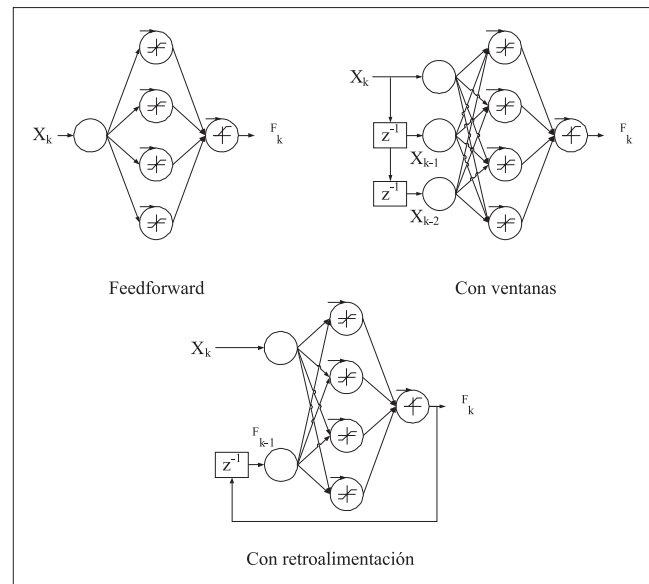 X_k
F_k
Feedforward
X_k
z^-1
X_k-1
z^-1
X_k-2
F_k
Con ventanas
X_k
F_k-1
z^-1
F_k
Con retroalimentación